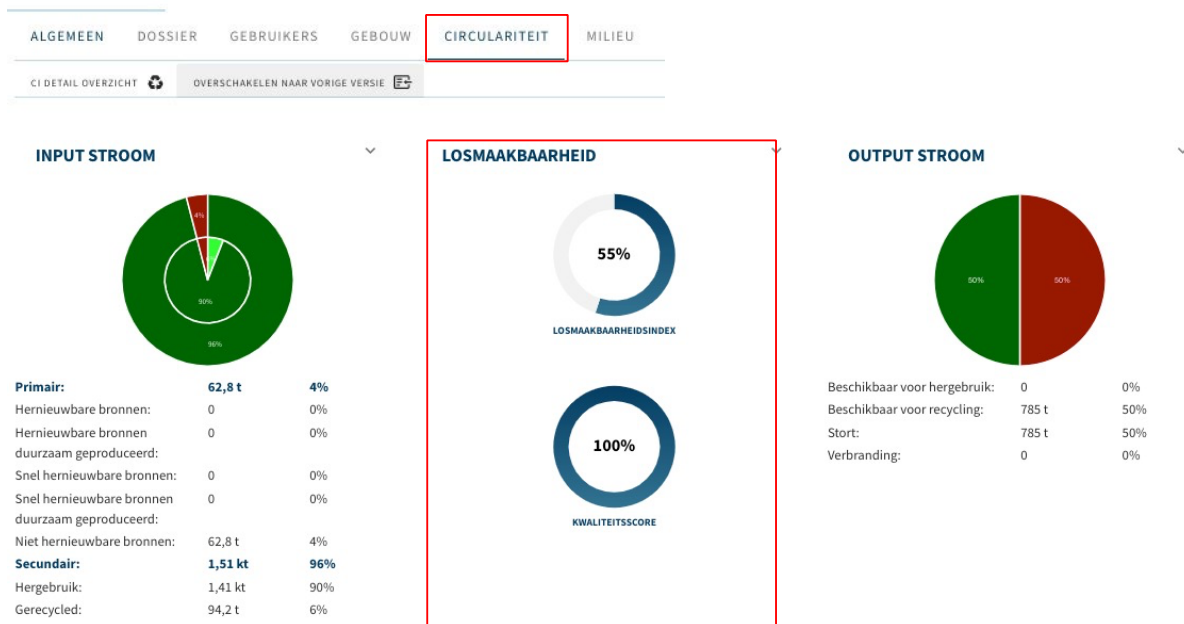 ALGEMEEN DOSSIER GEBRUIKERS GEBOUW CIRCULARITEIT MILIEU
CI DETAIL OVERZICHT OVERSCHAKELEN NAAR VORIGE VERSIE
INPUT STROOM
4%
90%
96%
Primair: 62,8 t 4%
Hernieuwbare bronnen: 0 0%
Hernieuwbare bronnen 0 0%
duurzaam geproduceerd:
Snel hernieuwbare bronnen: 0 0%
Snel hernieuwbare bronnen 0 0%
duurzaam geproduceerd:
Niet hernieuwbare bronnen: 62,8 t 4%
Secundair: 1,51 kt 96%
Hergebruik: 1,41 kt 90%
Gerecycled: 94,2 t 6%
LOSMAAKBAARHEID
55%
LOSMAAKBAARHEIDSINDEX
100%
KWALITEITSSCORE
OUTPUT STROOM
50% 50%
Beschikbaar voor hergebruik: 0 0%
Beschikbaar voor recycling: 785 t 50%
Stort: 785 t 50%
Verbranding: 0 0%